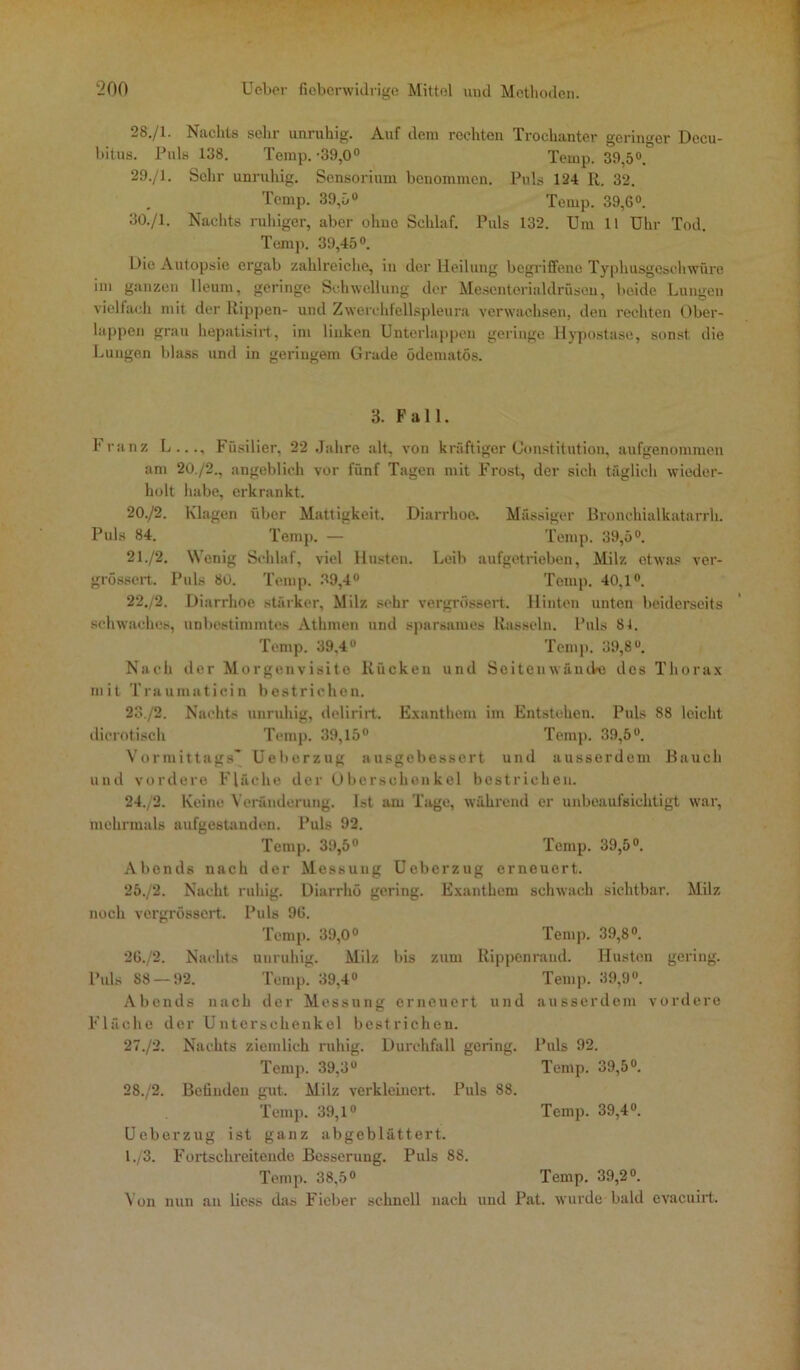 200 Ueber fieberwidrige Mittel und Methoden.
28./1. Nachts sehr unruhig. Auf dem rechten Trochanter geringer Decu-
bitus. Puls 138. Temp. 39,0° Temp. 39,5°.
29./1. Sehr unruhig. Sensorium benommen. Puls 124 R. 32.
Temp. 39,5° Temp. 39,6°.
30./1. Nachts ruhiger, aber ohne Schlaf. Puls 132. Um 11 Uhr Tod.
Temp. 39,45°.
Die Autopsie ergab zahlreiche, in der Heilung begriffene Typhusgeschwüre
im ganzen Ileum, geringe Schwellung der Mesenterialdrüsen, beide Lungen
vielfach mit der Rippen- und Zwerchfellspleura verwachsen, den rechten Ober-
lappen grau hepatisirt, im linken Unterlappen geringe Hypostase, sonst die
Lungen blass und in geringem Grade ödematös.
3. Fall.
Franz L..., Füsilier, 22 Jahre alt, von kräftiger Constitution, aufgenommen
am 20./2., angeblich vor fünf Tagen mit Frost, der sich täglich wieder-
holt habe, erkrankt.
20./2. Klagen über Mattigkeit. Diarrhoe. Mässiger Bronchialkatarrh.
Puls 84. Temp. — Temp. 39,5°.
21./2. Wenig Schlaf, viel Husten. Leib aufgetrieben, Milz etwas ver-
grössert. Puls 80. Temp. 39,4° Temp. 40,1°.
22./2. Diarrhoe stärker, Milz sehr vergrössert. Hinten unten beiderseits
schwaches, unbestimmtes Athmen und sparsames Rasseln. Puls 84.
Temp. 39,4° Temp. 39,8°.
Nach der Morgenvisite Rücken und Seitenwände des Thorax
mit Traumaticin bestrichen.
23./2. Nachts unruhig, delirirt. Exanthem im Entstehen. Puls 88 leicht
dicrotisch Temp. 39,15° Temp. 39,5°.
Vormittags Ueberzug ausgebessert und ausserdem Bauch
und vordere Fläche der Oberschenkel bestrichen.
24./2. Keine Veränderung. Ist am Tage, während er unbeaufsichtigt war,
mehrmals aufgestanden. Puls 92.
Temp. 39,5° Temp. 39,5°.
Abends nach der Messung Ueberzug erneuert.
25./2. Nacht ruhig. Diarrhö gering. Exanthem schwach sichtbar. Milz
noch vergrössert. Puls 96.
Temp. 39,0° Temp. 39,8°.
26./2. Nachts unruhig. Milz bis zum Rippenrand. Husten gering.
Puls 88—92. Temp. 39,4° Temp. 39,9°.
Abends nach der Messung erneuert und ausserdem vordere
Fläche der Unterschenkel bestrichen.
27./2. Nachts ziemlich ruhig. Durchfall gering. Puls 92.
Temp. 39,3° Temp. 39,5°.
28./2. Befinden gut. Milz verkleinert. Puls 88.
Temp. 39,1° Temp. 39,4°.
Ueberzug ist ganz abgeblättert.
1./3. Fortschreitende Besserung. Puls 88.
Temp. 38,5° Temp. 39,2°.
Von nun an liess das Fieber schnell nach und Pat. wurde bald evacuirt.